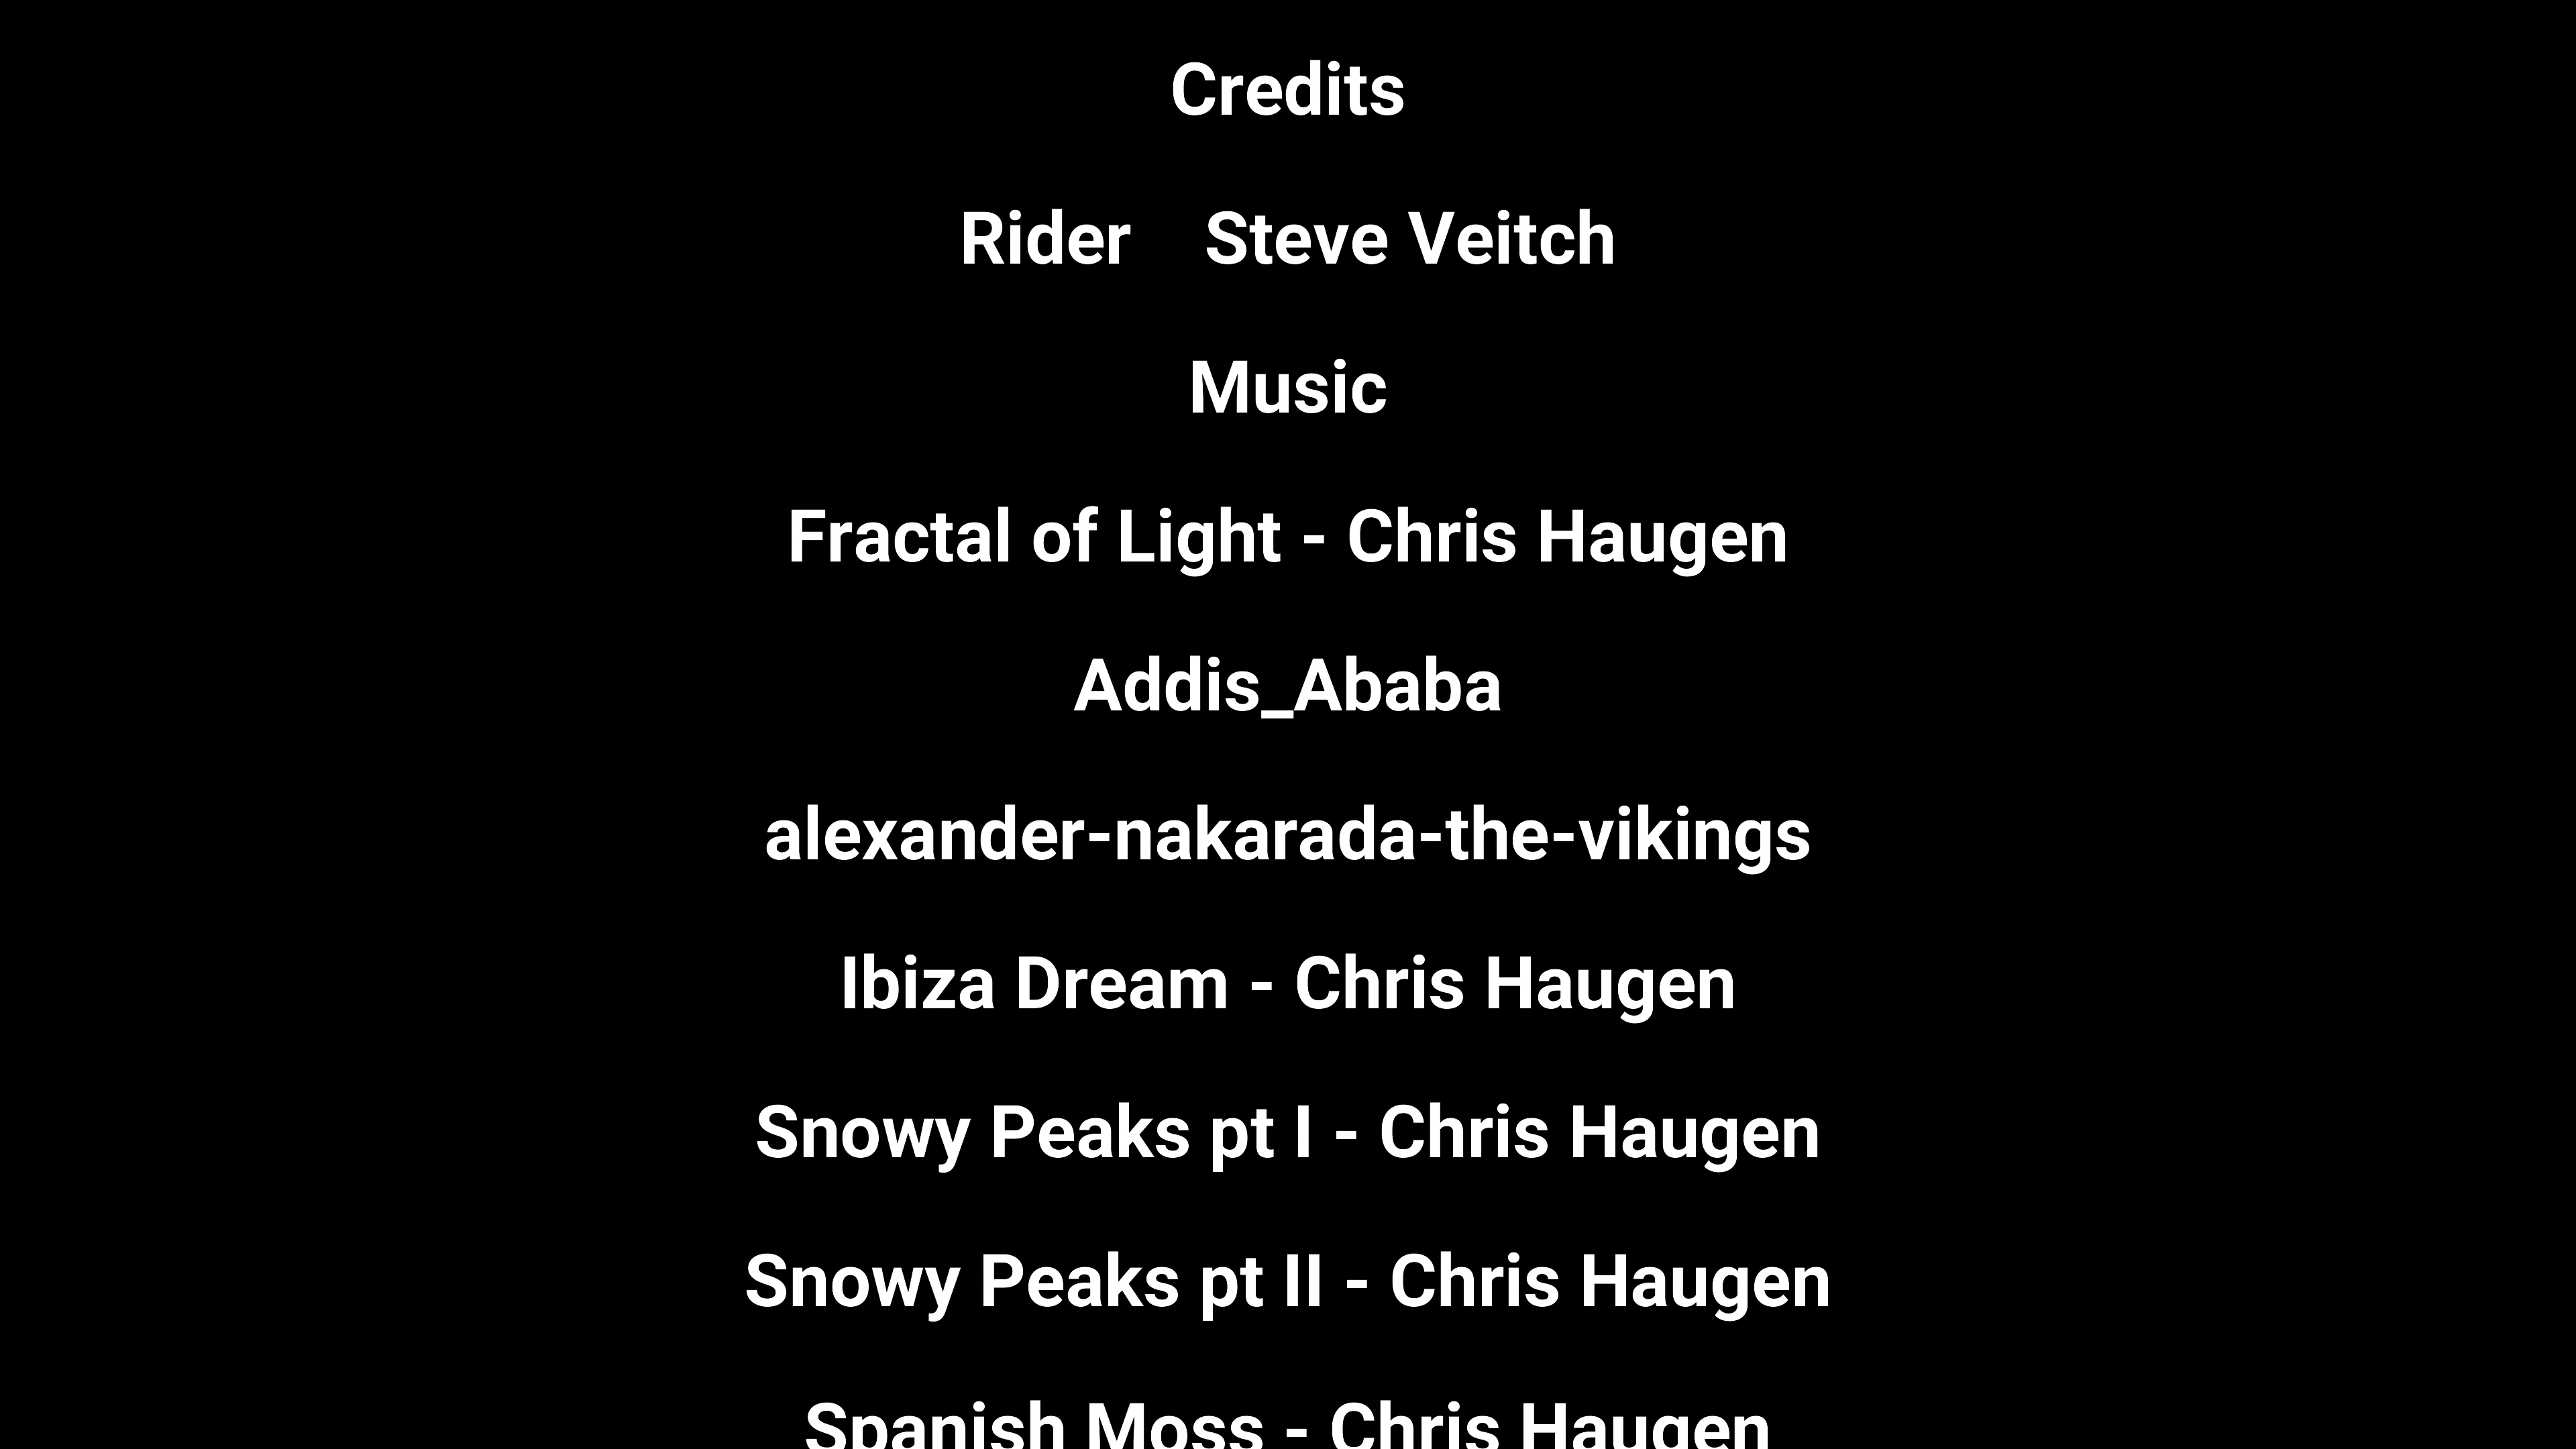 Credits
Rider Steve Veitch
Music
Fractal of Light - Chris Haugen
Addis_Ababa
alexander-nakarada-the-vikings
Ibiza Dream - Chris Haugen
Snowy Peaks pt I - Chris Haugen
Snowy Peaks pt II - Chris Haugen
Spanish Moss - Chris Haugen